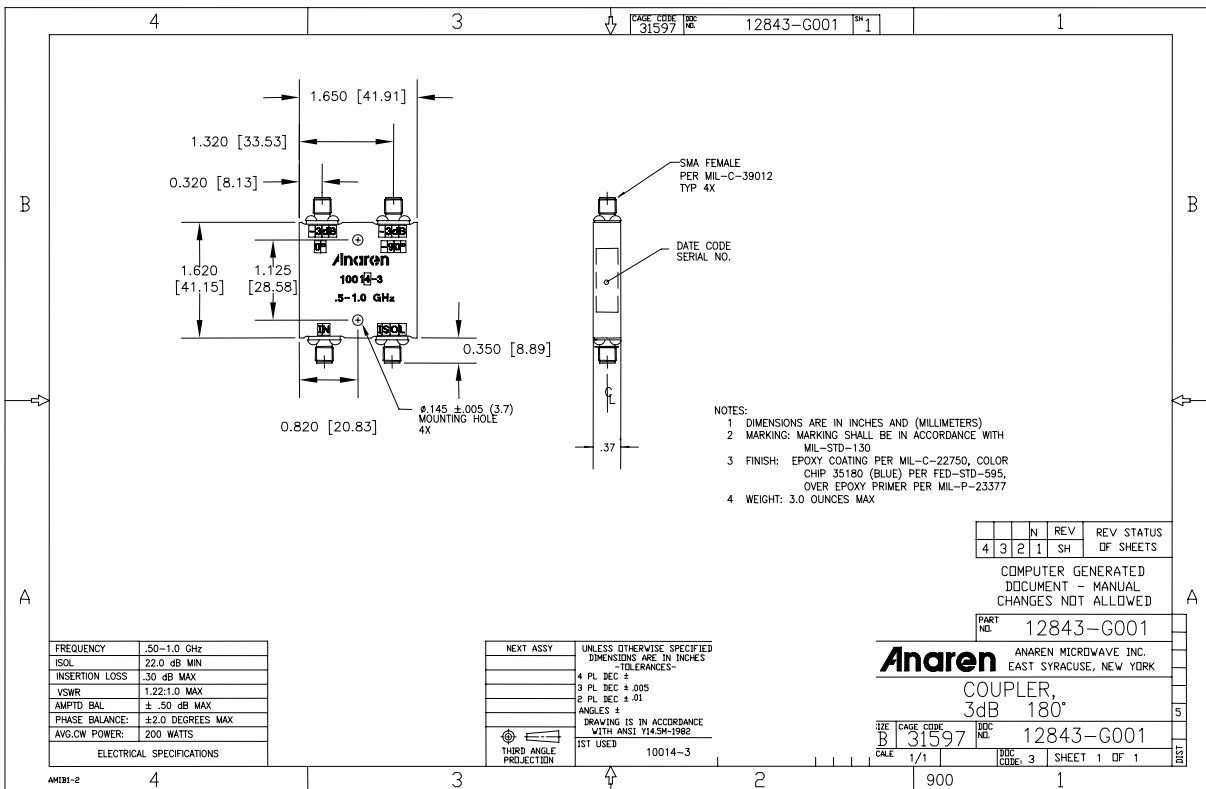 4
3
1
CAGE CODE
31597
DOC
NO.
12843-G001
SH
1
1.650 [41.91]
1.320 [33.53]
0.320 [8.13]
SMA FEMALE
PER MIL-C-39012
TYP 4X
B
B
-3dB
-3dB
0°
-90°
DATE CODE
SERIAL NO.
Anaren
1.620
[41.15]
1.125
[28.58]
10014-3
.5-1.0 GHz
IN
ISOL
0.350 [8.89]
0.820 [20.83]
ø.145 ±.005 (3.7)
MOUNTING HOLE
4X
CL
.37
NOTES:
1 DIMENSIONS ARE IN INCHES AND (MILLIMETERS)
2 MARKING: MARKING SHALL BE IN ACCORDANCE WITH
MIL-STD-130
3 FINISH: EPOXY COATING PER MIL-C-22750, COLOR
CHIP 35180 (BLUE) PER FED-STD-595,
OVER EPOXY PRIMER PER MIL-P-23377
4 WEIGHT: 3.0 OUNCES MAX
N REV REV STATUS
4 3 2 1 SH OF SHEETS
COMPUTER GENERATED
DOCUMENT - MANUAL
CHANGES NOT ALLOWED
A
A
PART
NO.
12843-G001
Anaren
ANAREN MICROWAVE INC.
EAST SYRACUSE, NEW YORK
COUPLER,
3dB 180°
5
IZE
B
CAGE CODE
31597
DOC
NO.
12843-G001
CALE 1/1
DOC
CODE: 3
SHEET 1 OF 1
DIST
FREQUENCY .50-1.0 GHz
ISOL 22.0 dB MIN
INSERTION LOSS .30 dB MAX
VSWR 1.22:1.0 MAX
AMPTD BAL ± .50 dB MAX
PHASE BALANCE: ±2.0 DEGREES MAX
AVG.CW POWER: 200 WATTS
ELECTRICAL SPECIFICATIONS
NEXT ASSY
THIRD ANGLE
PROJECTION
UNLESS OTHERWISE SPECIFIED
DIMENSIONS ARE IN INCHES
-TOLERANCES-
4 PL DEC ±
3 PL DEC ± .005
2 PL DEC ± .01
ANGLES ±
DRAWING IS IN ACCORDANCE
WITH ANSI Y14.5M-1982
1ST USED
10014-3
AMIB1-2
4
3
2
900
1